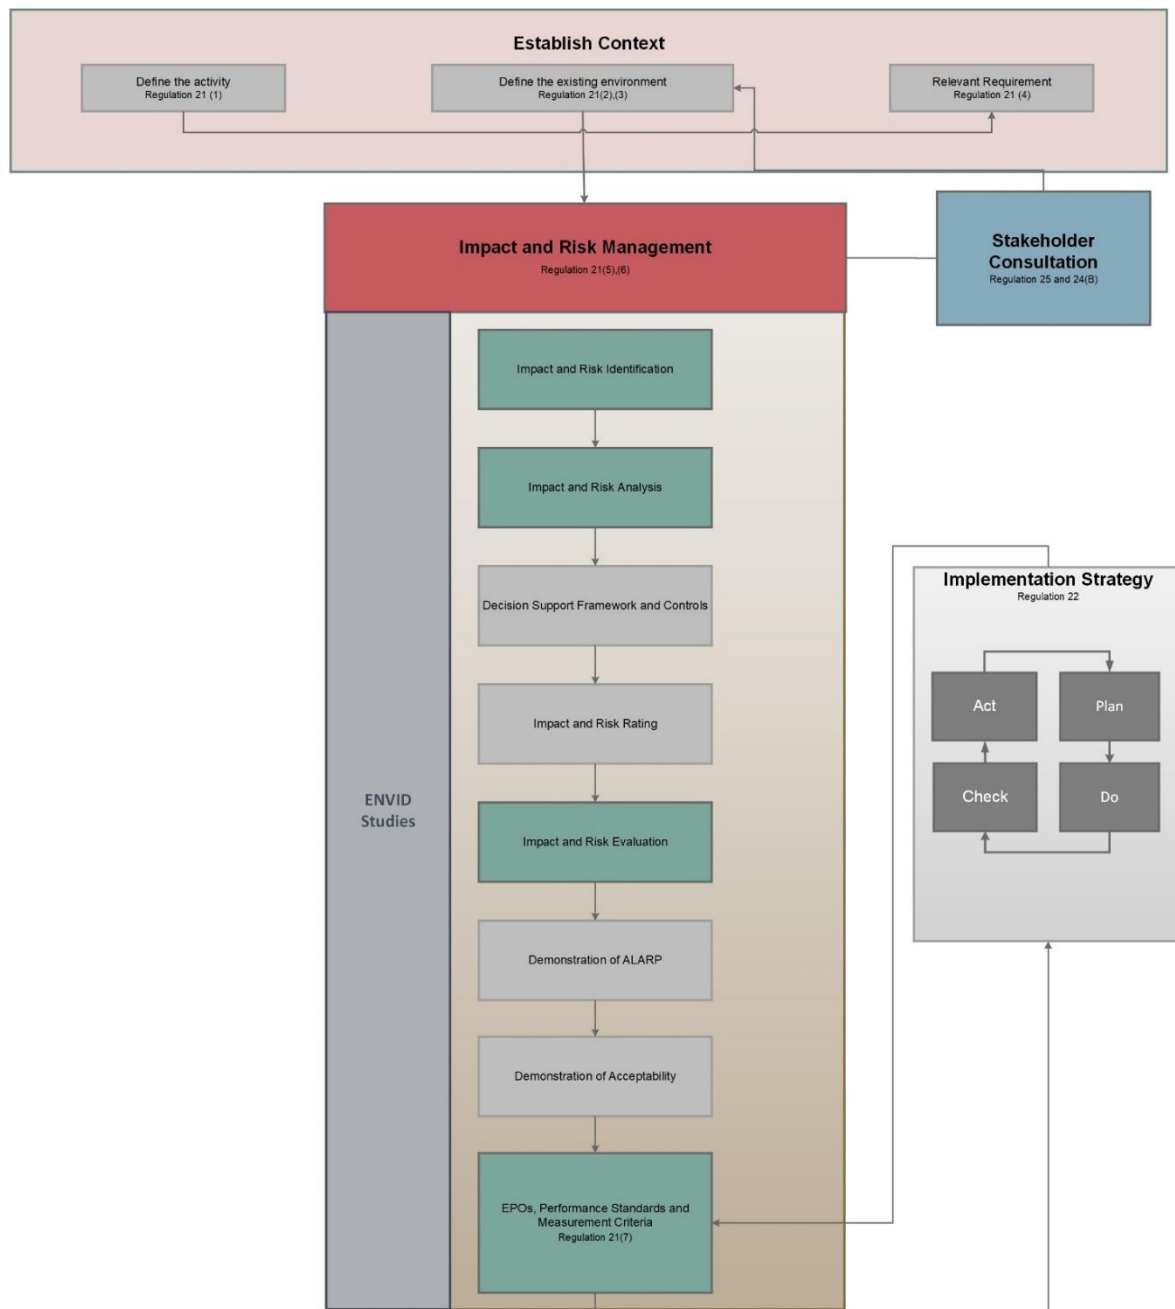 Establish Context
Define the activity
Regulation 21 (1)
Define the existing environment
Regulation 21(2),(3)
Relevant Requirement
Regulation 21 (4)
Impact and Risk Management
Regulation 21(5),(6)
Stakeholder
Consultation
Regulation 25 and 24(B)
Impact and Risk Identification
Impact and Risk Analysis
Decision Support Framework and Controls
Impact and Risk Rating
ENVID
Studies
Impact and Risk Evaluation
Demonstration of ALARP
Demonstration of Acceptability
EPOs, Performance Standards and
Measurement Criteria
Regulation 21(7)
Implementation Strategy
Regulation 22
Act
Plan
Check
Do